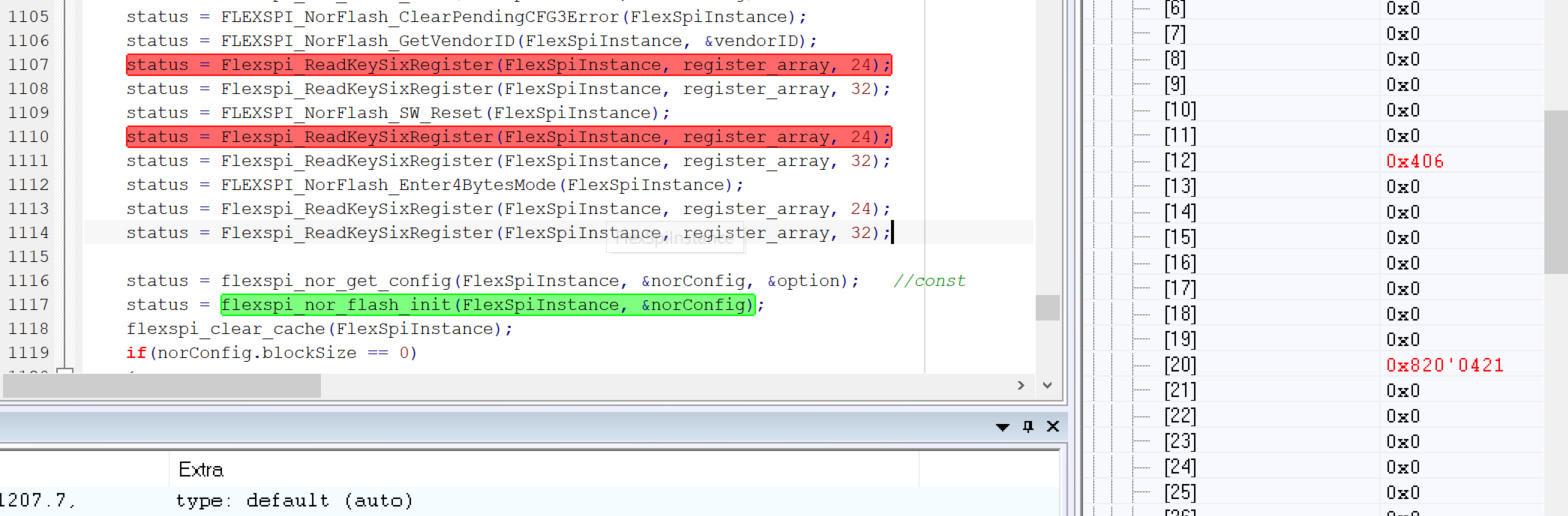 1105 status = FLEXSPI_NorFlash_ClearPendingCFG3Error(FlexSpiInstance);
1106 status = FLEXSPI_NorFlash_GetVendorID(FlexSpiInstance, &vendorID);
1107 status = Flexspi_ReadKeySixRegister(FlexSpiInstance, register_array, 24);
1108 status = Flexspi_ReadKeySixRegister(FlexSpiInstance, register_array, 32);
1109 status = FLEXSPI_NorFlash_SW_Reset(FlexSpiInstance);
1110 status = Flexspi_ReadKeySixRegister(FlexSpiInstance, register_array, 24);
1111 status = Flexspi_ReadKeySixRegister(FlexSpiInstance, register_array, 32);
1112 status = FLEXSPI_NorFlash_Enter4BytesMode(FlexSpiInstance);
1113 status = Flexspi_ReadKeySixRegister(FlexSpiInstance, register_array, 24);
1114 status = Flexspi_ReadKeySixRegister(FlexSpiInstance, register_array, 32);
FlexSpiInstance
1115
1116 status = flexspi_nor_get_config(FlexSpiInstance, &norConfig, &option); //const
1117 status = flexspi_nor_flash_init(FlexSpiInstance, &norConfig);
1118 flexspi_clear_cache(FlexSpiInstance);
1119 if(norConfig.blockSize == 0)
Extra
1207.7, type: default (auto)
[6] 0x0
[7] 0x0
[8] 0x0
[9] 0x0
[10] 0x0
[11] 0x0
[12] 0x406
[13] 0x0
[14] 0x0
[15] 0x0
[16] 0x0
[17] 0x0
[18] 0x0
[19] 0x0
[20] 0x820'0421
[21] 0x0
[22] 0x0
[23] 0x0
[24] 0x0
[25] 0x0